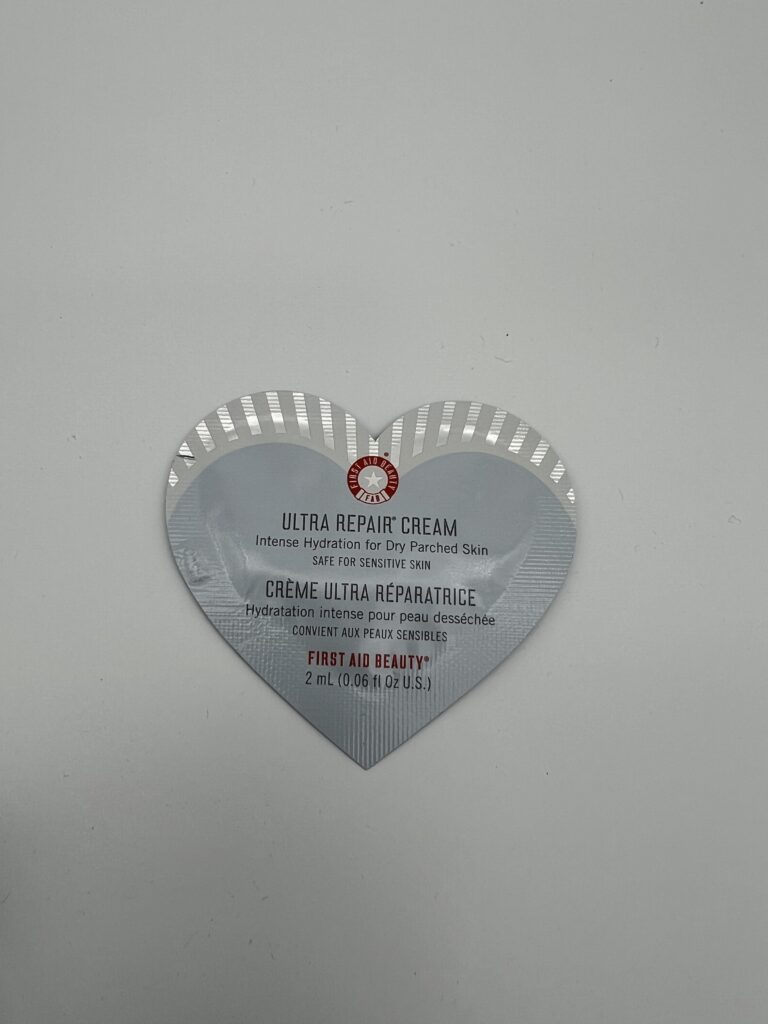 FIRST AID BEAUTY
FAB
ULTRA REPAIR® CREAM
Intense Hydration for Dry Parched Skin
SAFE FOR SENSITIVE SKIN
CRÈME ULTRA RÉPARATRICE
Hydratation intense pour peau desséchée
CONVIENT AUX PEAUX SENSIBLES
FIRST AID BEAUTY®
2 mL (0.06 fl Oz U.S.)